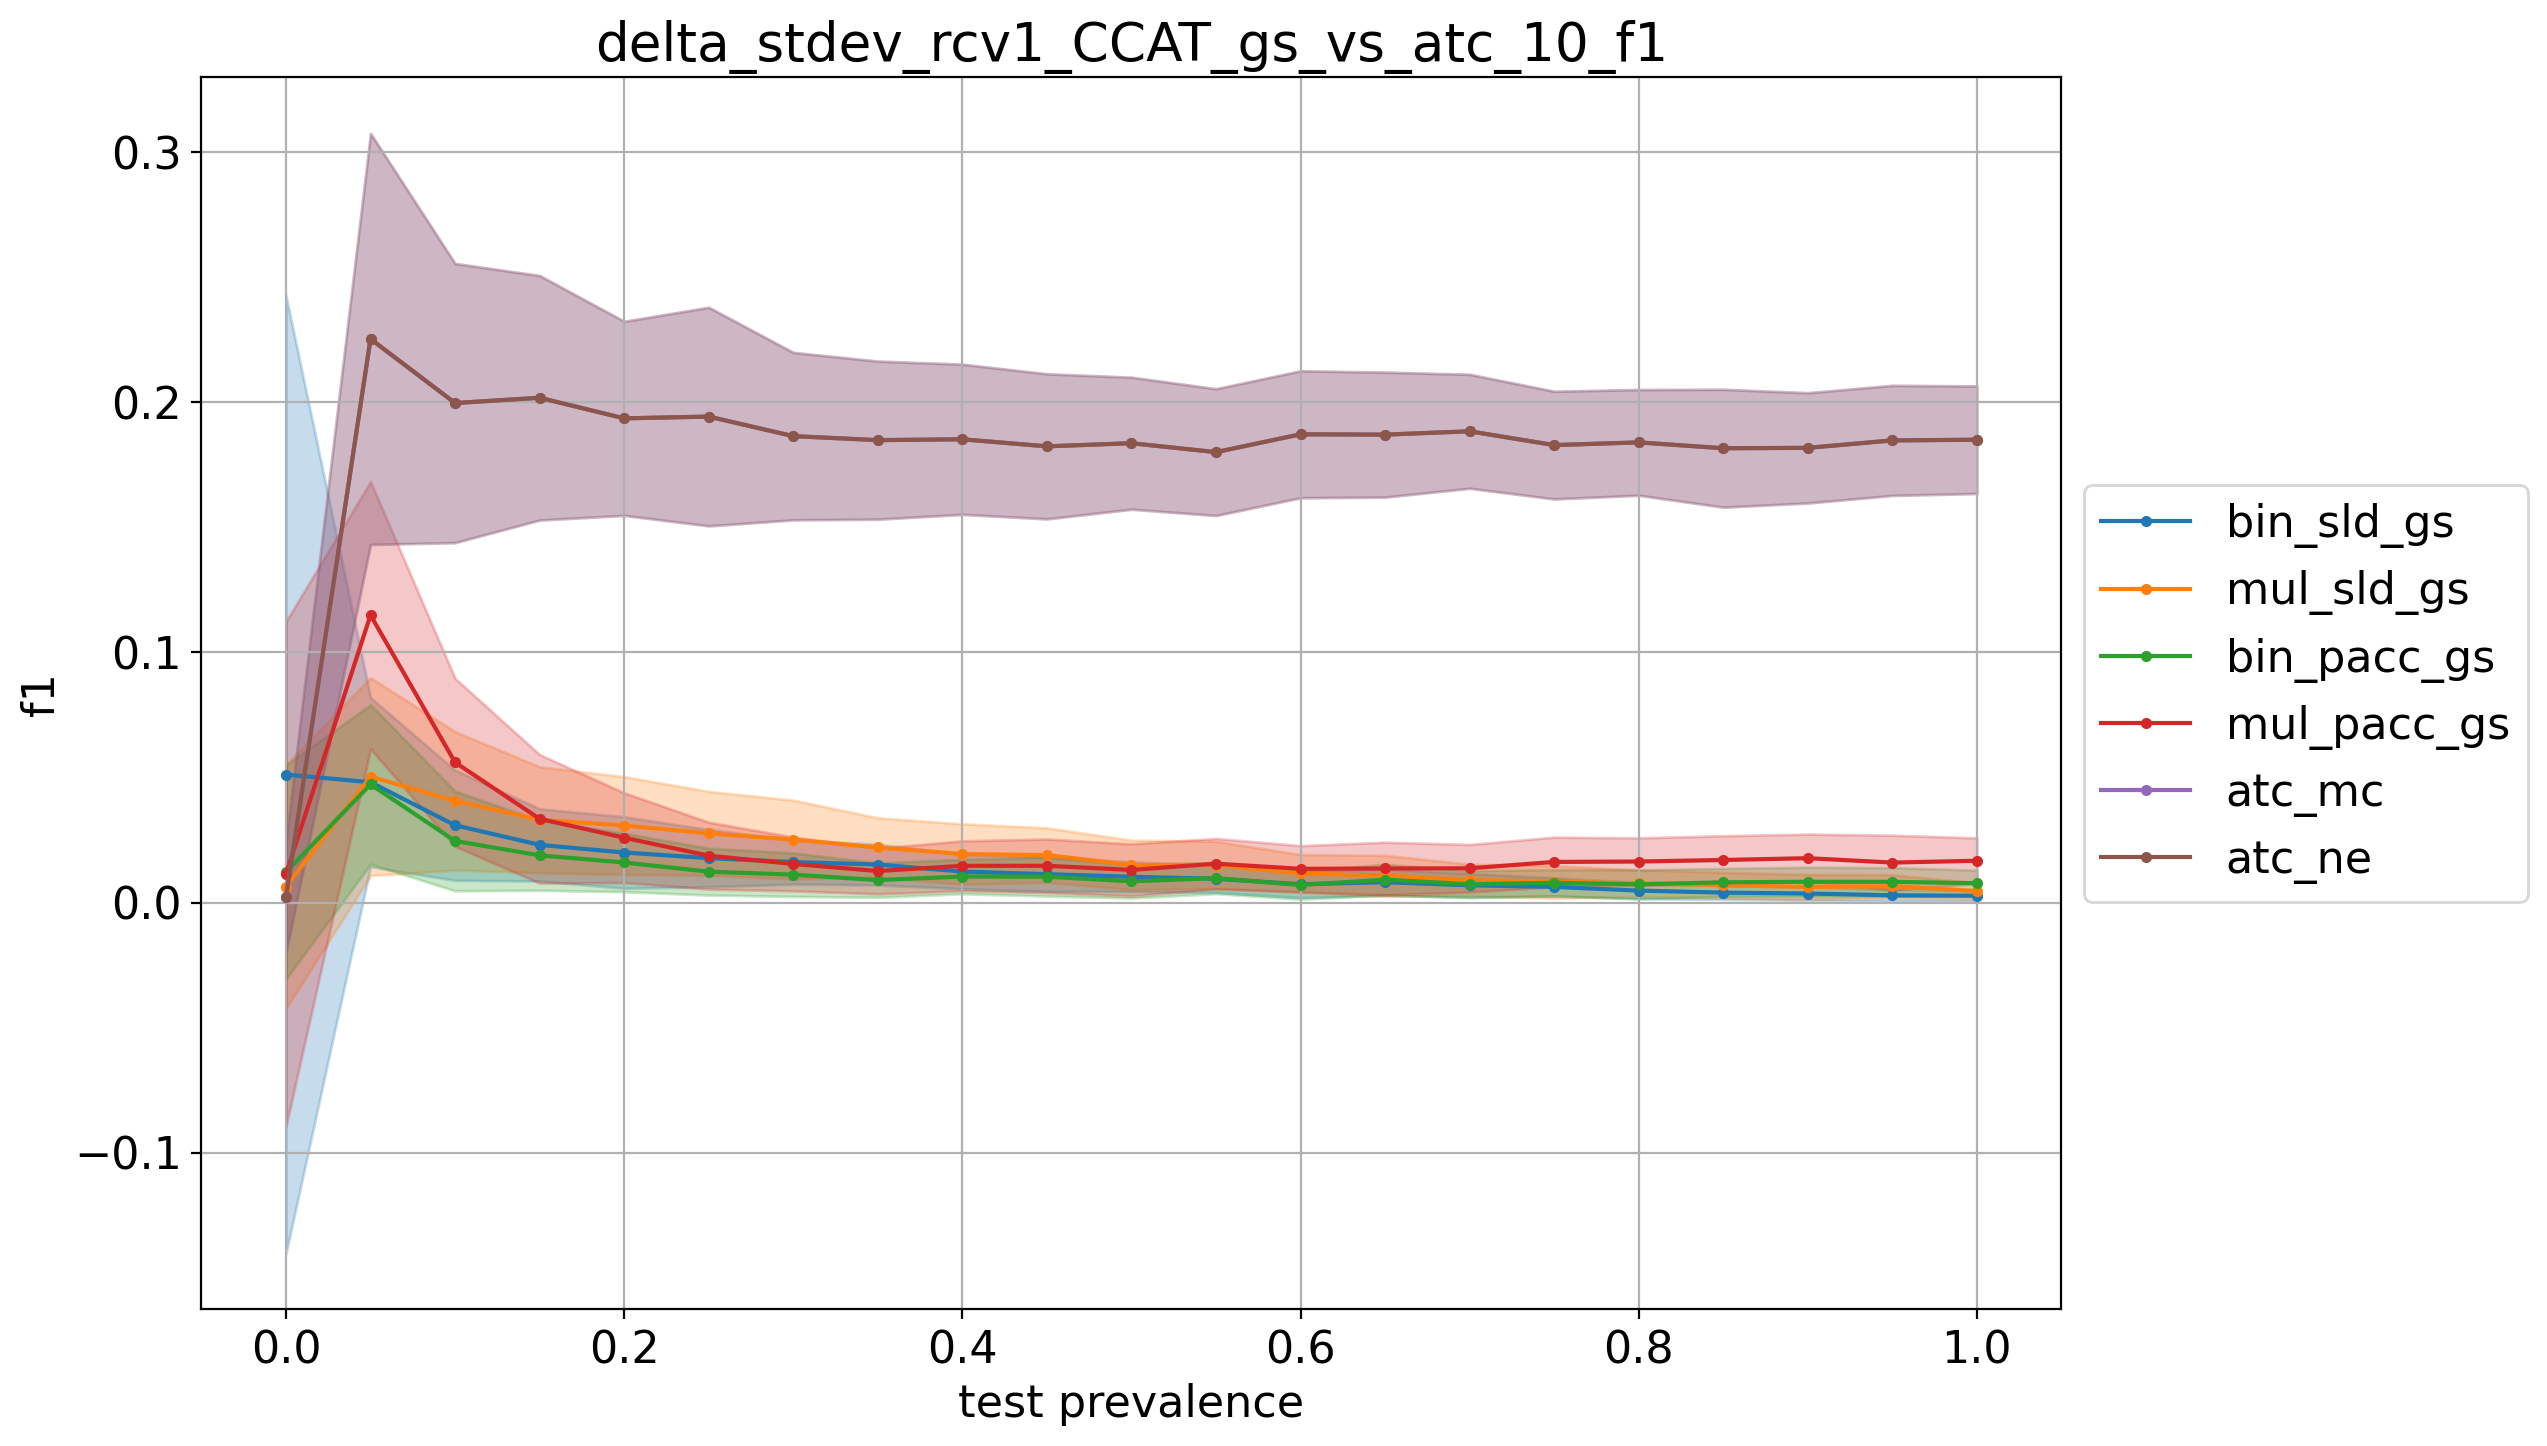 delta_stdev_rcv1_CCAT_gs_vs_atc_10_f1
0.3
0.2
0.1
0.0
−0.1
f1
0.0 0.2 0.4 0.6 0.8 1.0
test prevalence
bin_sld_gs
mul_sld_gs
bin_pacc_gs
mul_pacc_gs
atc_mc
atc_ne